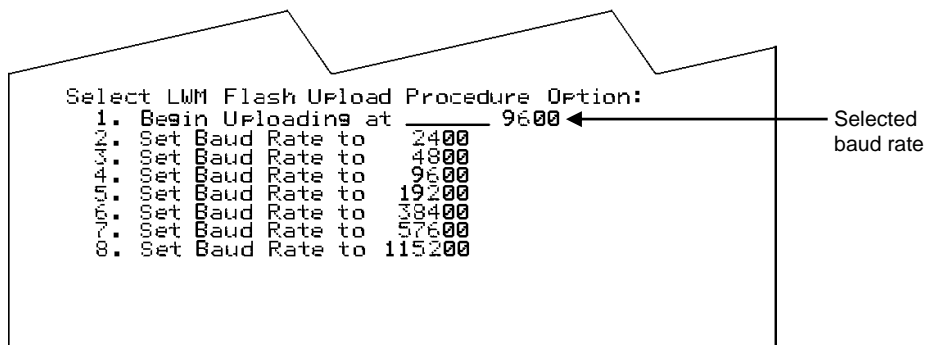 Select LWM Flash Upload Procedure Option:
1. Begin Uploading at ______ 9600
2. Set Baud Rate to 2400
3. Set Baud Rate to 4800
4. Set Baud Rate to 9600
5. Set Baud Rate to 19200
6. Set Baud Rate to 38400
7. Set Baud Rate to 57600
8. Set Baud Rate to 115200
Selected
baud rate